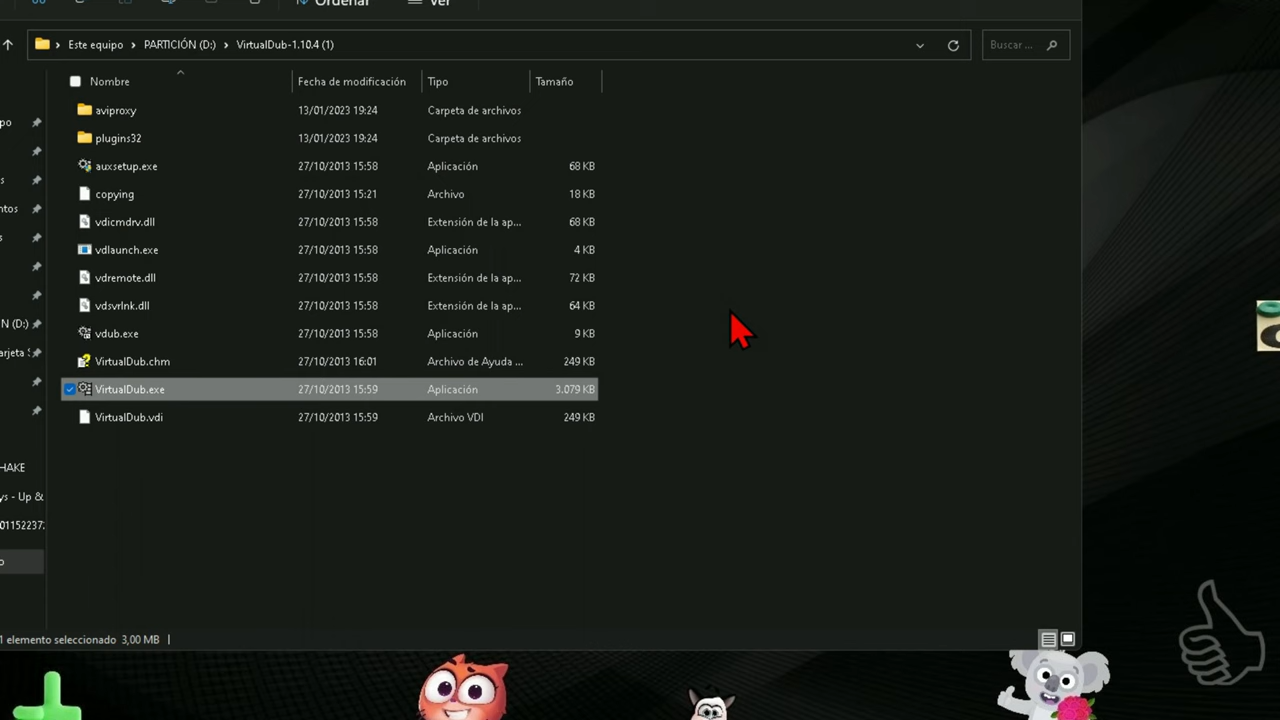 Ordenar Ver
Este equipo > PARTICIÓN (D:) > VirtualDub-1.10.4 (1)
Buscar ...
Nombre Fecha de modificación Tipo Tamaño
aviproxy 13/01/2023 19:24 Carpeta de archivos
plugins32 13/01/2023 19:24 Carpeta de archivos
auxsetup.exe 27/10/2013 15:58 Aplicación 68 KB
copying 27/10/2013 15:21 Archivo 18 KB
vdicmdrv.dll 27/10/2013 15:58 Extensión de la ap... 68 KB
vdlaunch.exe 27/10/2013 15:58 Aplicación 4 KB
vdremote.dll 27/10/2013 15:58 Extensión de la ap... 72 KB
vdsvrlnk.dll 27/10/2013 15:58 Extensión de la ap... 64 KB
vdub.exe 27/10/2013 15:58 Aplicación 9 KB
VirtualDub.chm 27/10/2013 16:01 Archivo de Ayuda ... 249 KB
VirtualDub.exe 27/10/2013 15:59 Aplicación 3.079 KB
VirtualDub.vdi 27/10/2013 15:59 Archivo VDI 249 KB
po
s
ntos
s
N (D:)
arjeta S
HAKE
ys - Up &
01152237
o
1 elemento seleccionado 3,00 MB